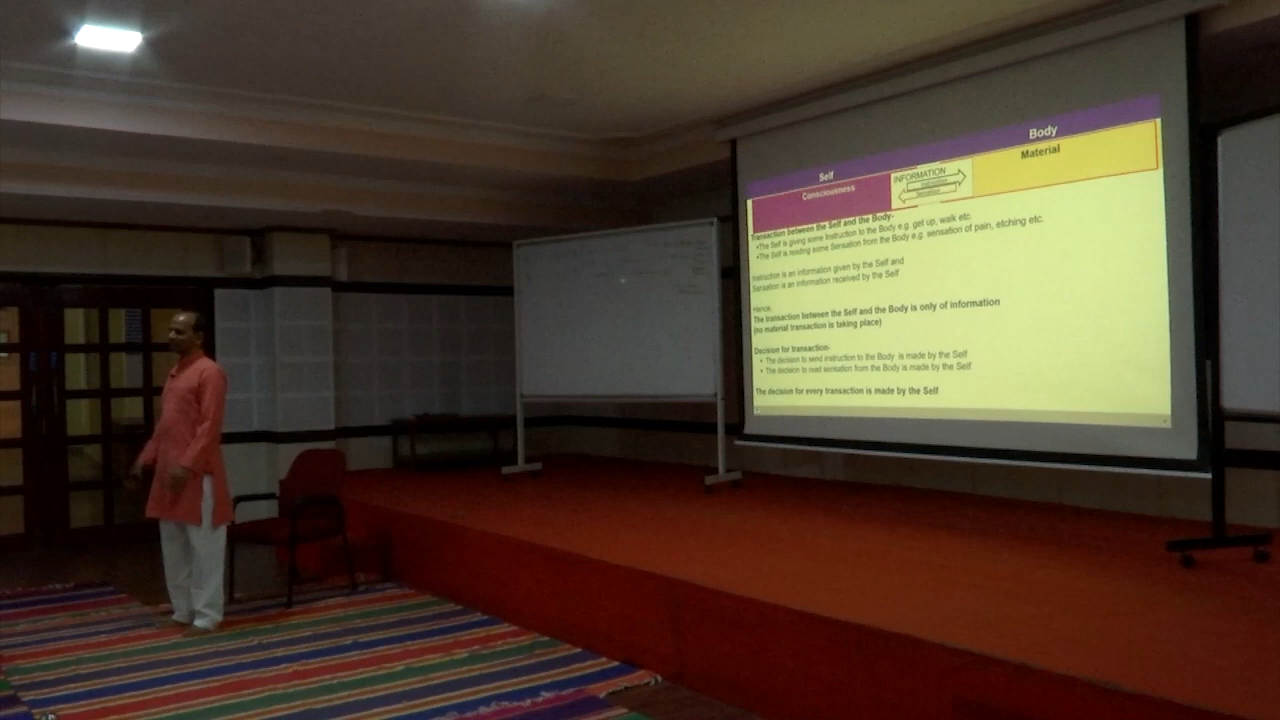 Self
Body
Consciousness
INFORMATION
Material
Instruction
Sensation
Transaction between the Self and the Body-
•The Self is giving some Instruction to the Body e.g. get up, walk etc.
•The Self is reading some Sensation from the Body e.g. sensation of pain, etching etc.
Instruction is an information given by the Self and
Sensation is an information received by the Self
Hence,
The transaction between the Self and the Body is only of information
(no material transaction is taking place)
Decision for transaction-
• The decision to send instruction to the Body is made by the Self
• The decision to read sensation from the Body is made by the Self
The decision for every transaction is made by the Self